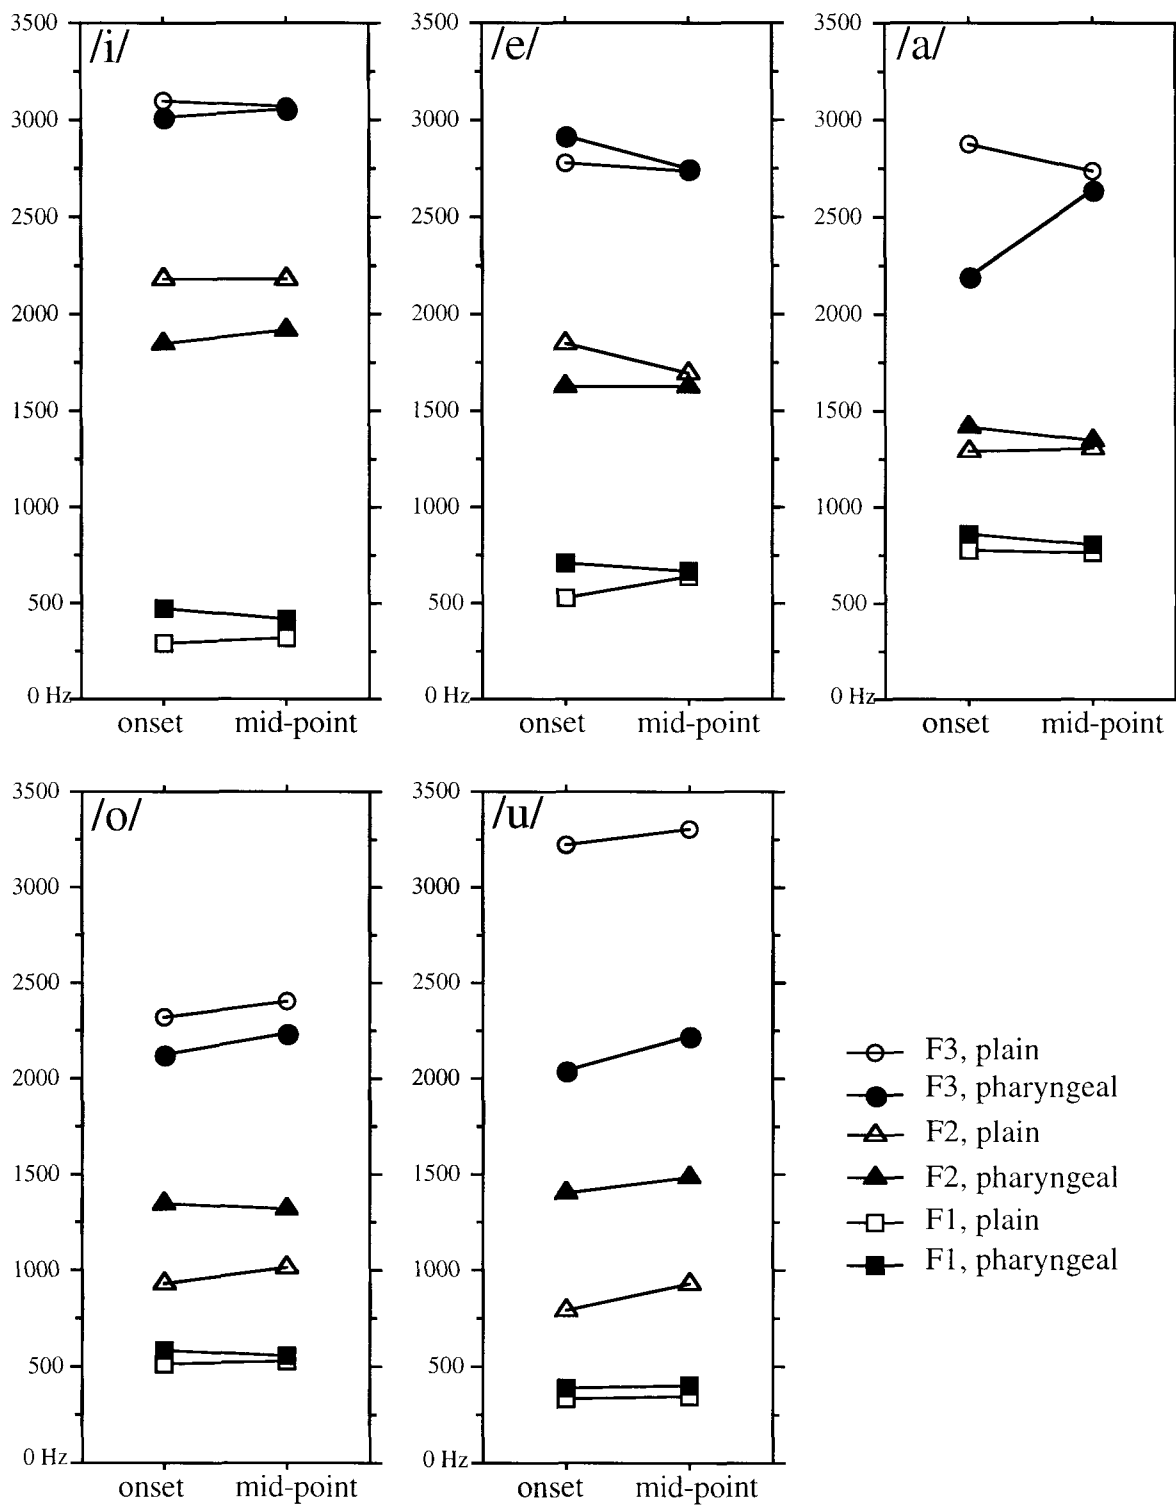 /i/
3500
3000
2500
2000
1500
1000
500
0 Hz
onset mid-point
/e/
3500
3000
2500
2000
1500
1000
500
0 Hz
onset mid-point
/a/
3500
3000
2500
2000
1500
1000
500
0 Hz
onset mid-point
/o/
3500
3000
2500
2000
1500
1000
500
0 Hz
onset mid-point
/u/
3500
3000
2500
2000
1500
1000
500
0 Hz
onset mid-point
F3, plain
F3, pharyngeal
F2, plain
F2, pharyngeal
F1, plain
F1, pharyngeal